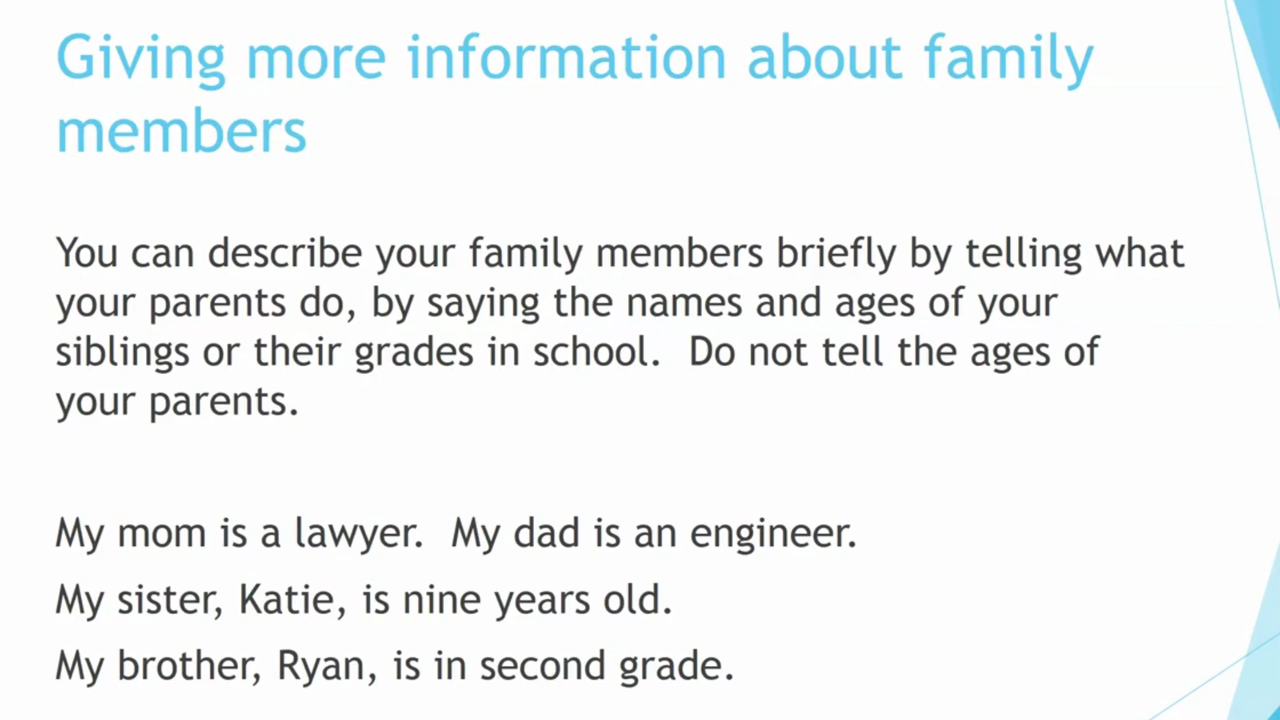 Giving more information about family
members
You can describe your family members briefly by telling what
your parents do, by saying the names and ages of your
siblings or their grades in school.  Do not tell the ages of
your parents.
My mom is a lawyer.  My dad is an engineer.
My sister, Katie, is nine years old.
My brother, Ryan, is in second grade.